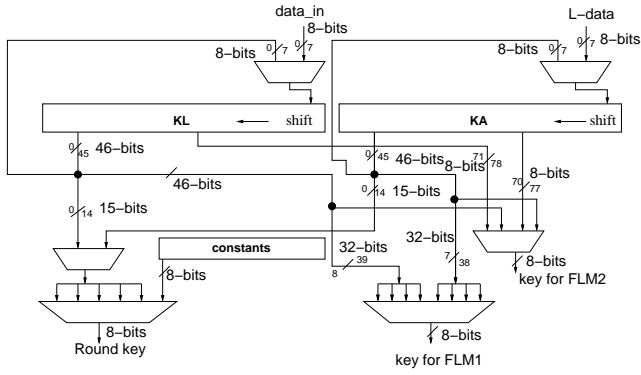 data_in
L−data
8−bits
8−bits
8−bits
0 7
0 7
8−bits
0 7
0 7
KL
shift
KA
shift
0 45
46−bits
0 45
46−bits
8−bits
71 78
8−bits
70 77
46−bits
0 14
15−bits
0 14
15−bits
constants
32−bits
8 39
32−bits
7 38
8−bits
8−bits
key for FLM2
8−bits
Round key
8−bits
key for FLM1